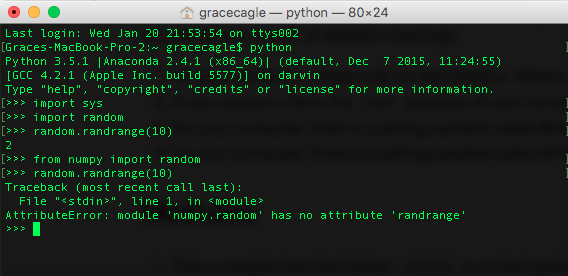 gracecagle — python — 80×24
Last login: Wed Jan 20 21:53:54 on ttys002
[Graces-MacBook-Pro-2:~ gracecagle$ python ]
Python 3.5.1 |Anaconda 2.4.1 (x86_64)| (default, Dec  7 2015, 11:24:55)
[GCC 4.2.1 (Apple Inc. build 5577)] on darwin
Type "help", "copyright", "credits" or "license" for more information.
[>>> import sys ]
[>>> import random ]
[>>> random.randrange(10) ]
2
[>>> from numpy import random ]
[>>> random.randrange(10) ]
Traceback (most recent call last):
  File "<stdin>", line 1, in <module>
AttributeError: module 'numpy.random' has no attribute 'randrange'
>>>